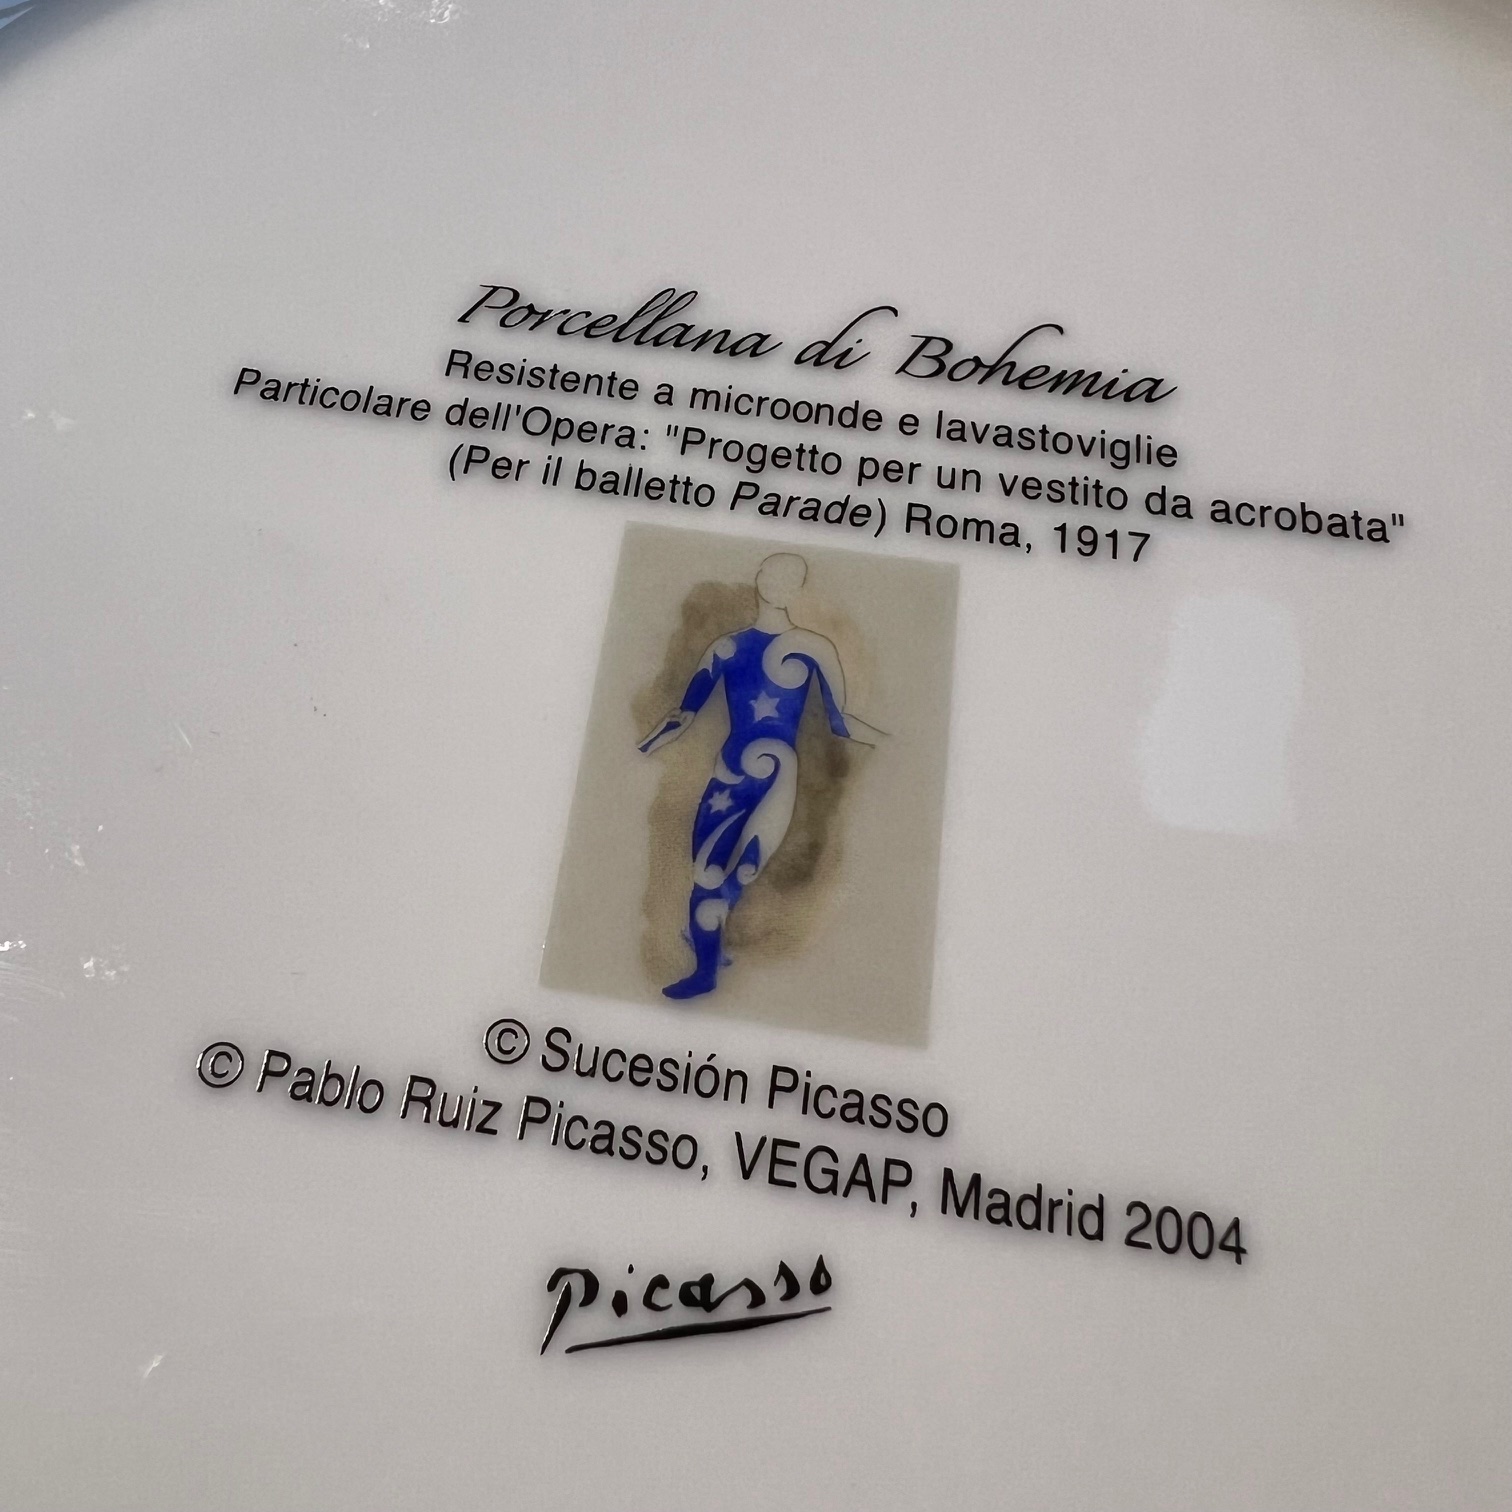 Porcellana di Bohemia
Resistente a microonde e lavastoviglie
Particolare dell'Opera: "Progetto per un vestito da acrobata"
(Per il balletto Parade) Roma, 1917
© Sucesión Picasso
© Pablo Ruiz Picasso, VEGAP, Madrid 2004
Picasso